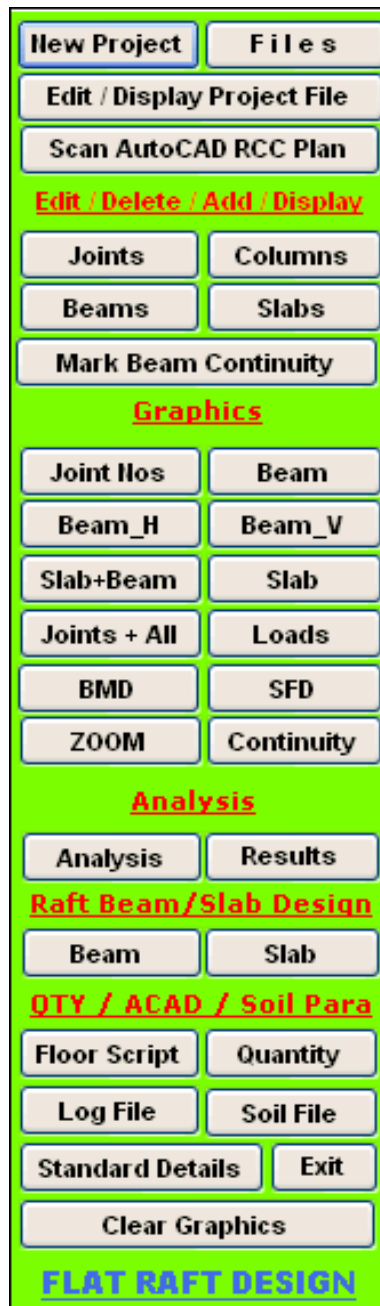 New Project F i l e s
Edit / Display Project File
Scan AutoCAD RCC Plan
Edit / Delete / Add / Display
Joints Columns
Beams Slabs
Mark Beam Continuity
Graphics
Joint Nos Beam
Beam_H Beam_V
Slab+Beam Slab
Joints + All Loads
BMD SFD
ZOOM Continuity
Analysis
Analysis Results
Raft Beam/Slab Design
Beam Slab
QTY / ACAD / Soil Para
Floor Script Quantity
Log File Soil File
Standard Details Exit
Clear Graphics
FLAT RAFT DESIGN